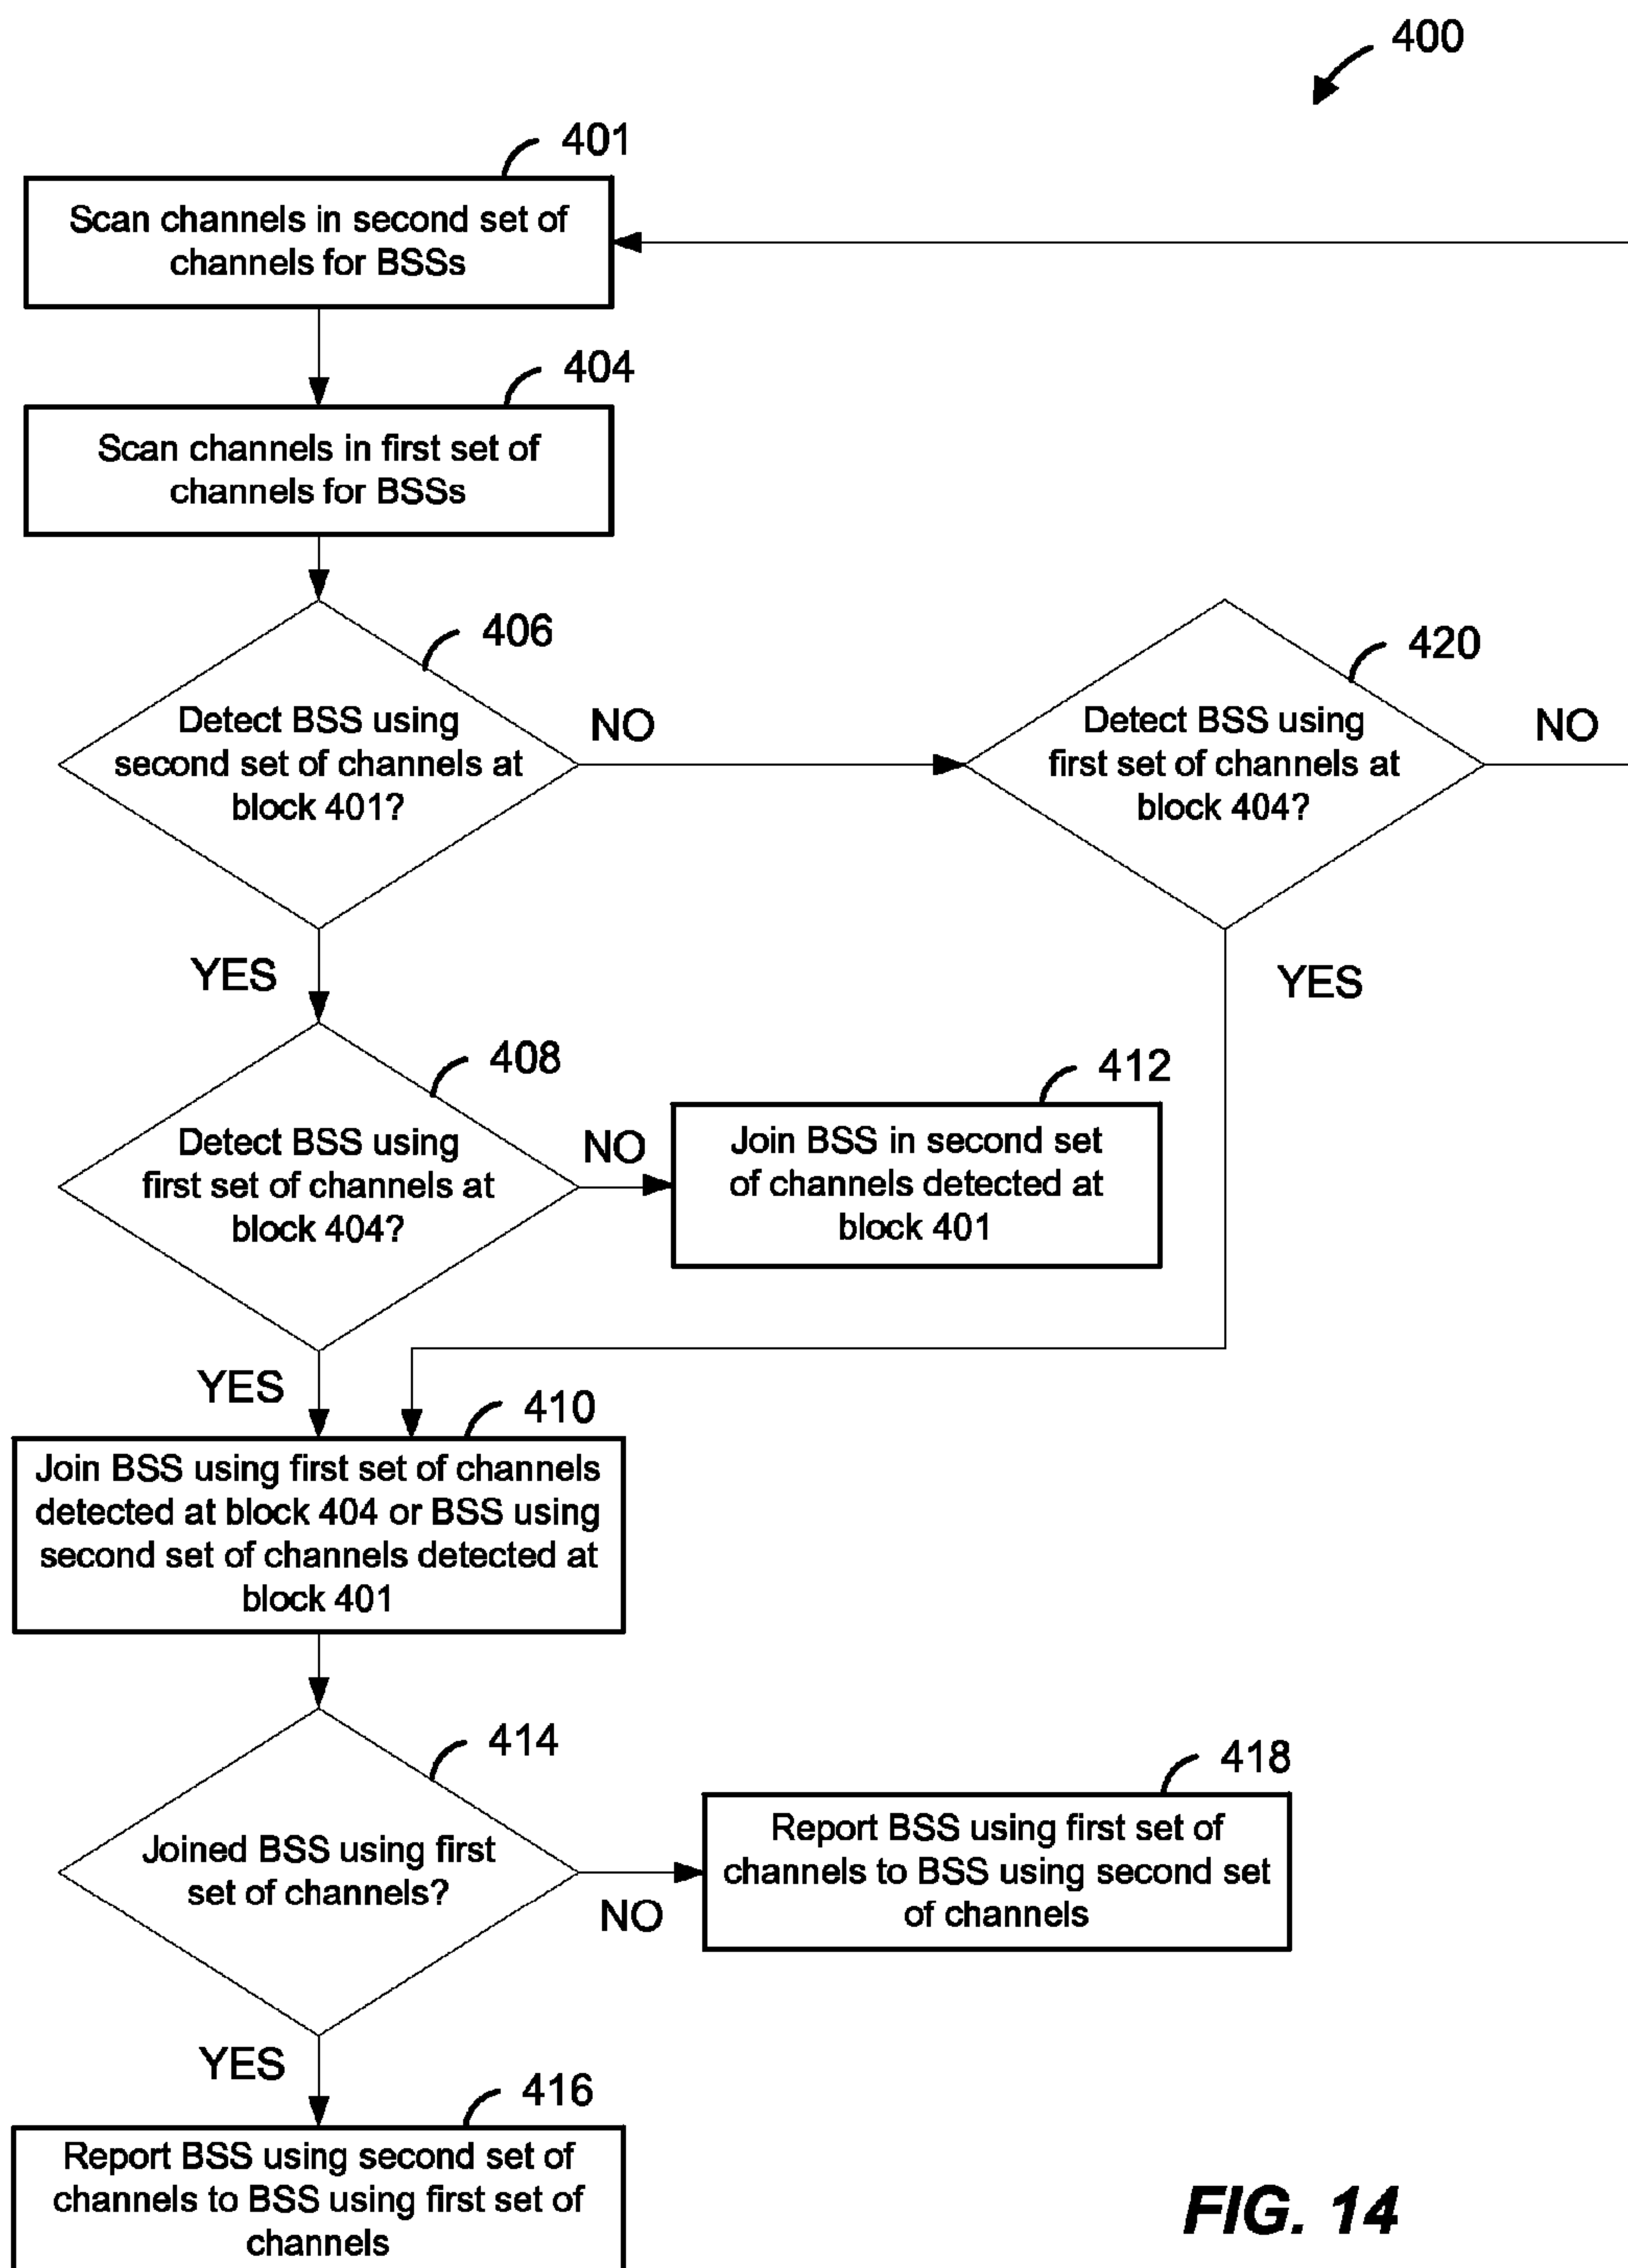 400
401
Scan channels in second set of
channels for BSSs
404
Scan channels in first set of
channels for BSSs
406
Detect BSS using
second set of channels at
block 401?
NO
420
Detect BSS using
first set of channels at
block 404?
NO
YES
YES
408
Detect BSS using
first set of channels at
block 404?
NO
412
Join BSS in second set
of channels detected at
block 401
YES
410
Join BSS using first set of channels
detected at block 404 or BSS using
second set of channels detected at
block 401
414
Joined BSS using first
set of channels?
NO
418
Report BSS using first set of
channels to BSS using second set
of channels
YES
416
Report BSS using second set of
channels to BSS using first set of
channels
FIG. 14